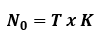 N₀ = T x K